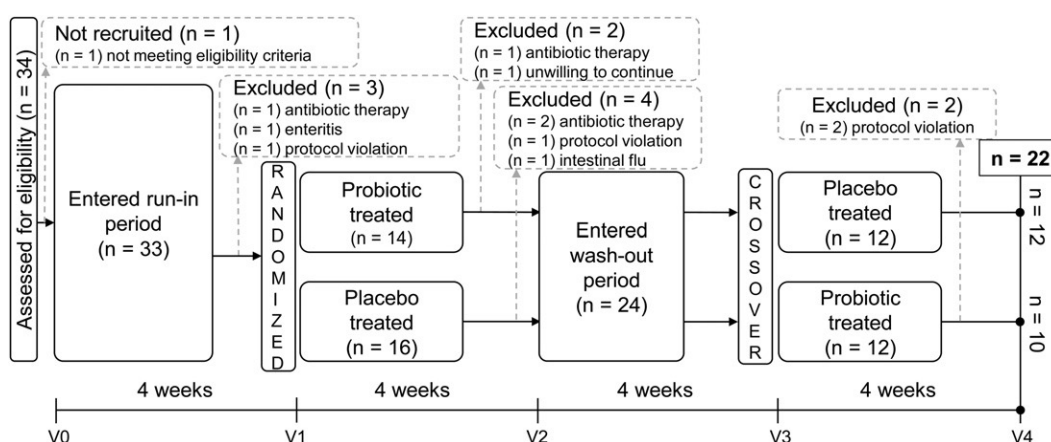 Assessed for eligibility (n = 34)
Not recruited (n = 1)
(n = 1) not meeting eligibility criteria
Entered run-in
period
(n = 33)
Excluded (n = 3)
(n = 1) antibiotic therapy
(n = 1) enteritis
(n = 1) protocol violation
RANDOMIZED
Probiotic
treated
(n = 14)
Placebo
treated
(n = 16)
Excluded (n = 2)
(n = 1) antibiotic therapy
(n = 1) unwilling to continue
Excluded (n = 4)
(n = 2) antibiotic therapy
(n = 1) protocol violation
(n = 1) intestinal flu
Entered
wash-out
period
(n = 24)
CROSSOVER
Placebo
treated
(n = 12)
Probiotic
treated
(n = 12)
Excluded (n = 2)
(n = 2) protocol violation
n = 22
n = 12
n = 10
4 weeks 4 weeks 4 weeks 4 weeks
V0 V1 V2 V3 V4